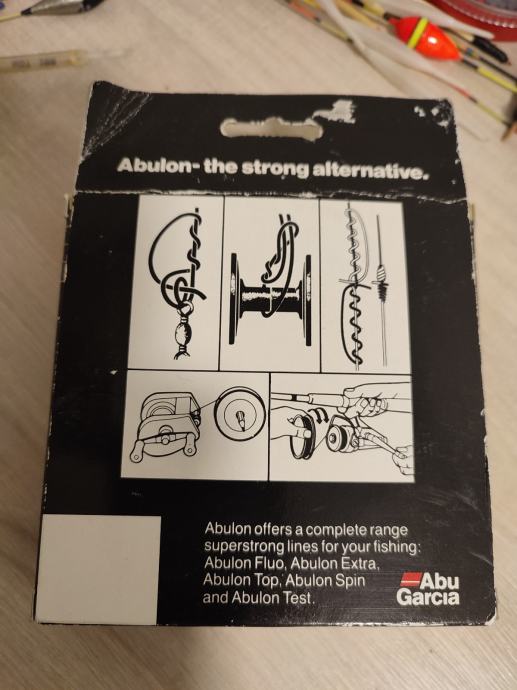 Abulon- the strong alternative.
Abulon offers a complete range
superstrong lines for your fishing:
Abulon Fluo, Abulon Extra,
Abulon Top, Abulon Spin
and Abulon Test.
Abu
Garcia